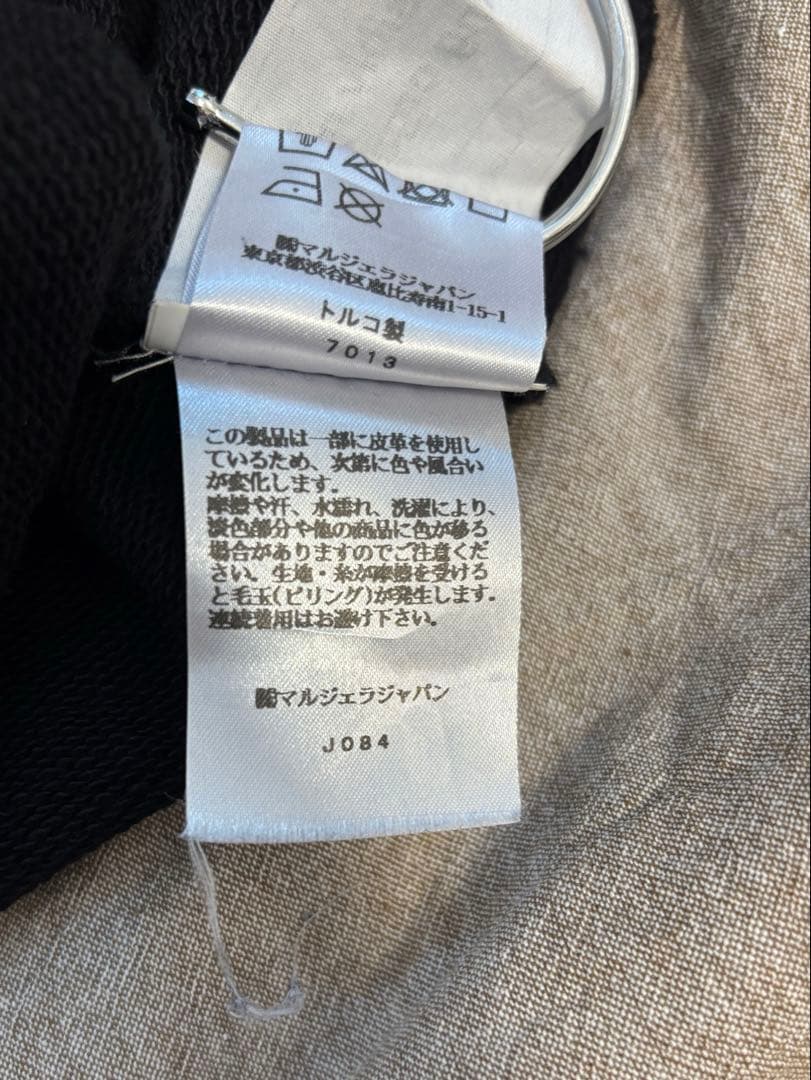 ㈱マルジェラジャパン
東京都渋谷区恵比寿南1-15-1
トルコ製
7013
この製品は一部に皮革を使用し
ているため、次第に色や風合い
が変化します。
摩擦や汗、水濡れ、洗濯により、
淡色部分や他の商品に色が移る
場合がありますのでご注意くだ
さい。生地・糸が摩擦を受ける
と毛玉(ピリング)が発生します。
連続着用はお避け下さい。
㈱マルジェラジャパン
J084